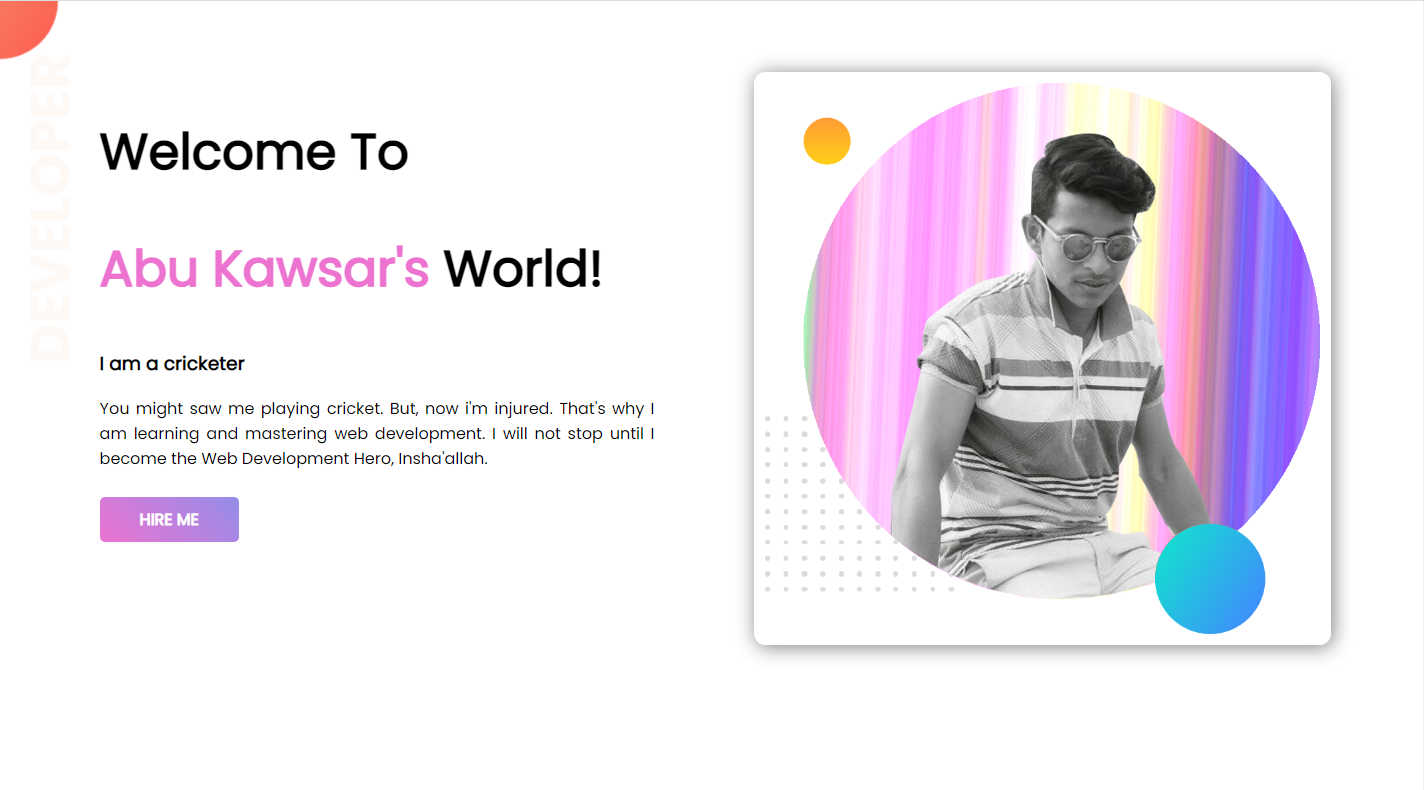 DEVELOPER
Welcome To
Abu Kawsar's World!
I am a cricketer
You might saw me playing cricket. But, now i'm injured. That's why I
am learning and mastering web development. I will not stop until I
become the Web Development Hero, Insha'allah.
HIRE ME